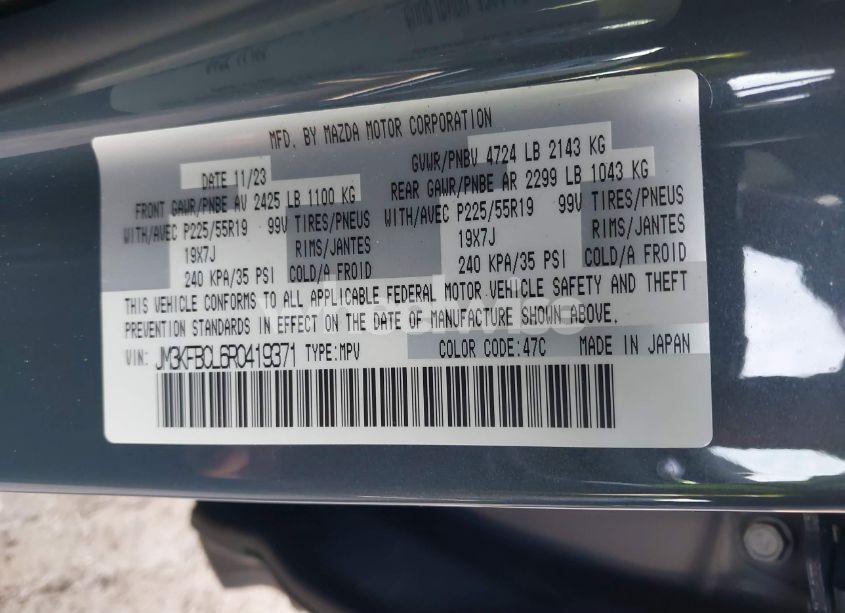 MFD. BY MAZDA MOTOR CORPORATION
DATE 11/23 GVWR/PNBV 4724 LB 2143 KG
FRONT GAWR/PNBE AV 2425 LB 1100 KG REAR GAWR/PNBE AR 2299 LB 1043 KG
WITH/AVEC P225/55R19 99V TIRES/PNEUS WITH/AVEC P225/55R19 99V TIRES/PNEUS
19X7J RIMS/JANTES 19X7J RIMS/JANTES
240 KPA/35 PSI COLD/A FROID 240 KPA/35 PSI COLD/A FROID
THIS VEHICLE CONFORMS TO ALL APPLICABLE FEDERAL MOTOR VEHICLE SAFETY AND THEFT
PREVENTION STANDARDS IN EFFECT ON THE DATE OF MANUFACTURE SHOWN ABOVE.
VIN: JM3KFBCL6R0419371 TYPE:MPV COLOR CODE:47C MADE IN JAPAN